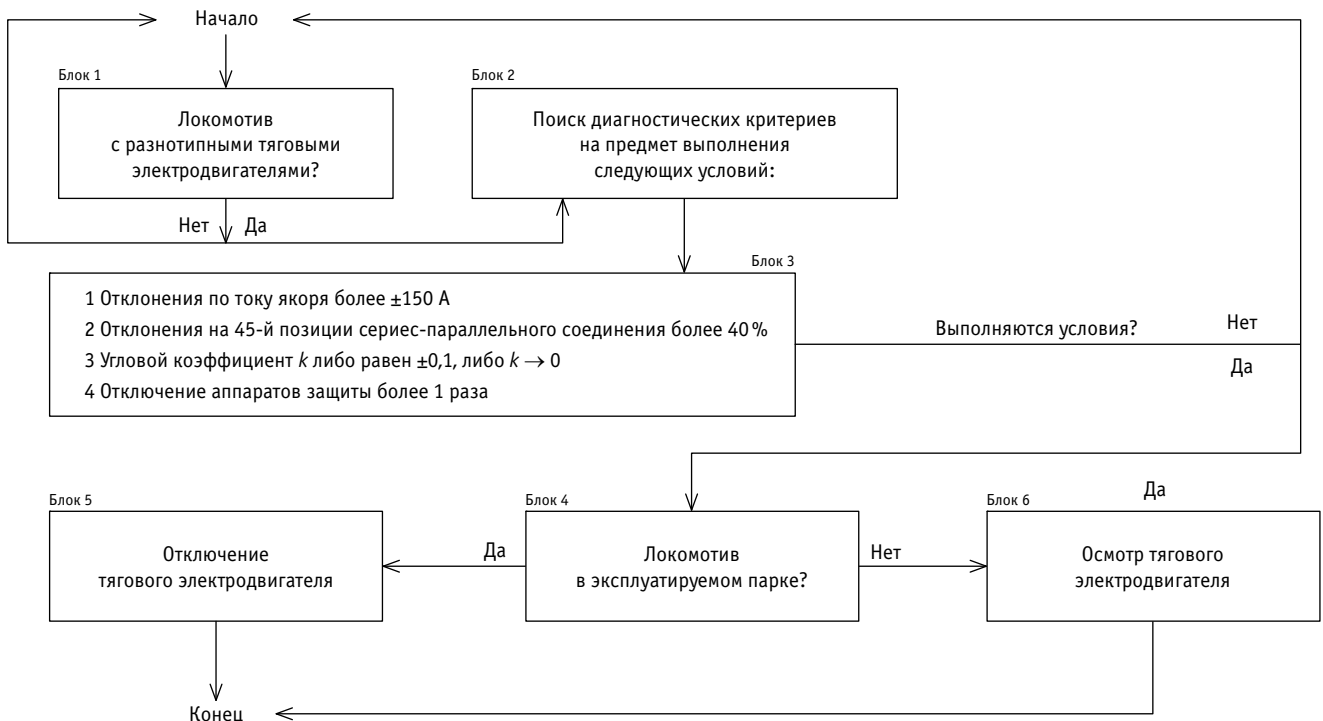 Начало
Блок 1
Локомотив
с разнотипными тяговыми
электродвигателями?
Нет Да
Блок 2
Поиск диагностических критериев
на предмет выполнения
следующих условий:
Блок 3
1 Отклонения по току якоря более ±150 А
2 Отклонения на 45-й позиции сериес-параллельного соединения более 40 %
3 Угловой коэффициент k либо равен ±0,1, либо k → 0
4 Отключение аппаратов защиты более 1 раза
Выполняются условия?
Нет
Да
Блок 5
Отключение
тягового электродвигателя
Да
Блок 4
Локомотив
в эксплуатируемом парке?
Нет
Блок 6
Да
Осмотр тягового
электродвигателя
Конец